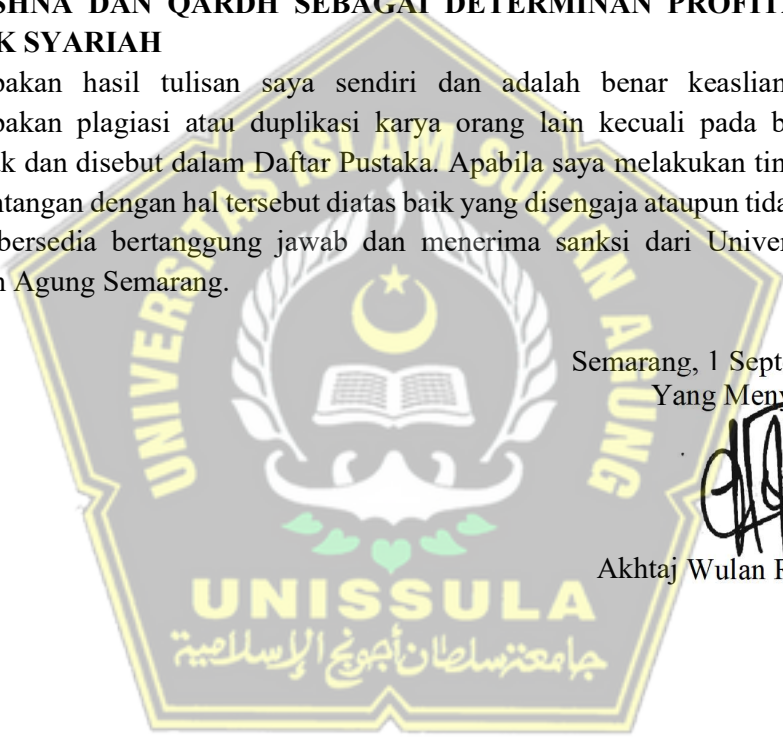 SHNA DAN QARDH SEBAGAI DETERMINAN PROFIT
K SYARIAH
pakan hasil tulisan saya sendiri dan adalah benar keaslian
pakan plagiasi atau duplikasi karya orang lain kecuali pada b
k dan disebut dalam Daftar Pustaka. Apabila saya melakukan tin
ntangan dengan hal tersebut diatas baik yang disengaja ataupun tida
bersedia bertanggung jawab dan menerima sanksi dari Univer
n Agung Semarang.
Semarang, 1 Sept
Yang Meny
Akhtaj Wulan R
UNIVERSITAS ISLAM SULTAN AGUNG
UNISSULA
جامعة سلطان أجونج الإسلامية